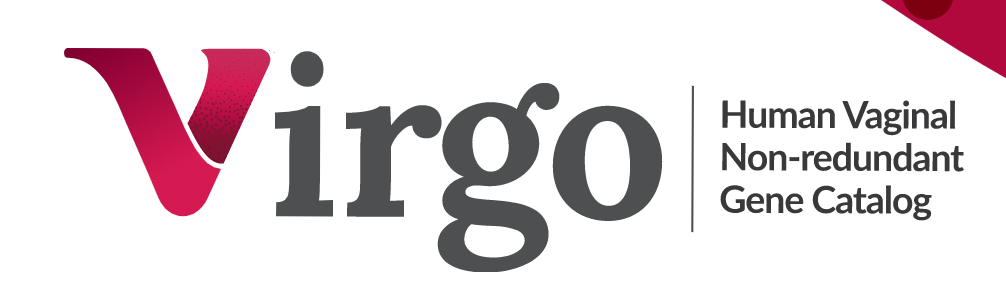 Virgo
Human Vaginal
Non-redundant
Gene Catalog